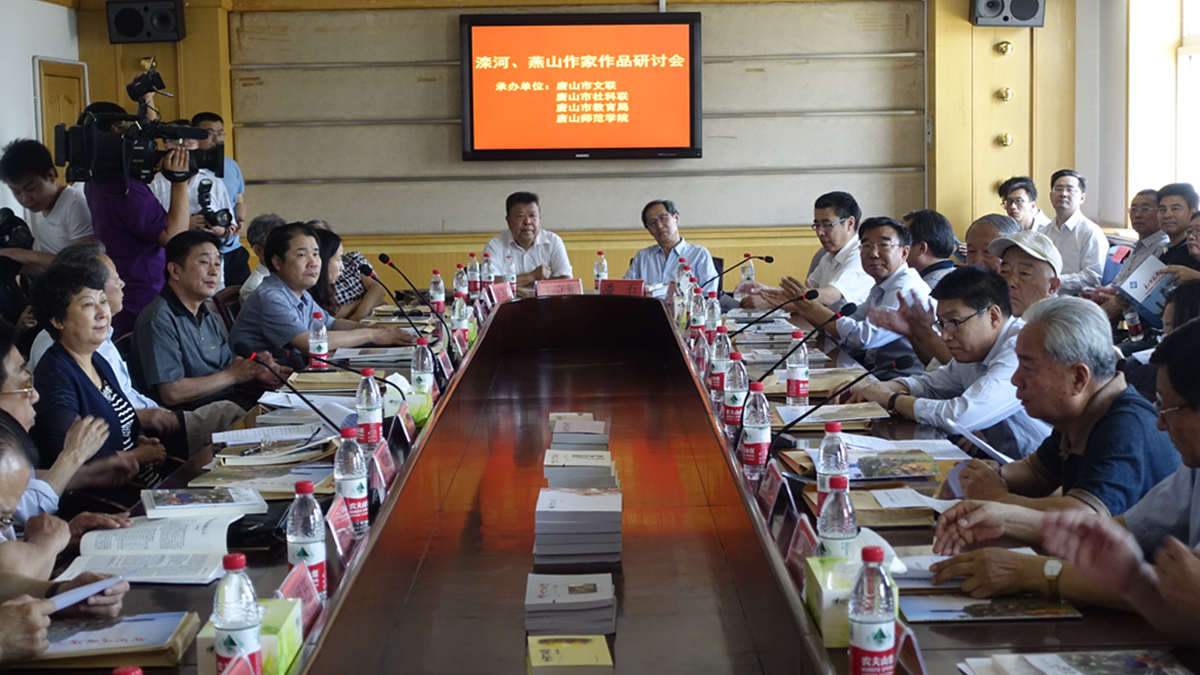 滦河、燕山作家作品研讨会
承办单位：唐山市文联
唐山市社科联
唐山市教育局
唐山师范学院
农夫山泉